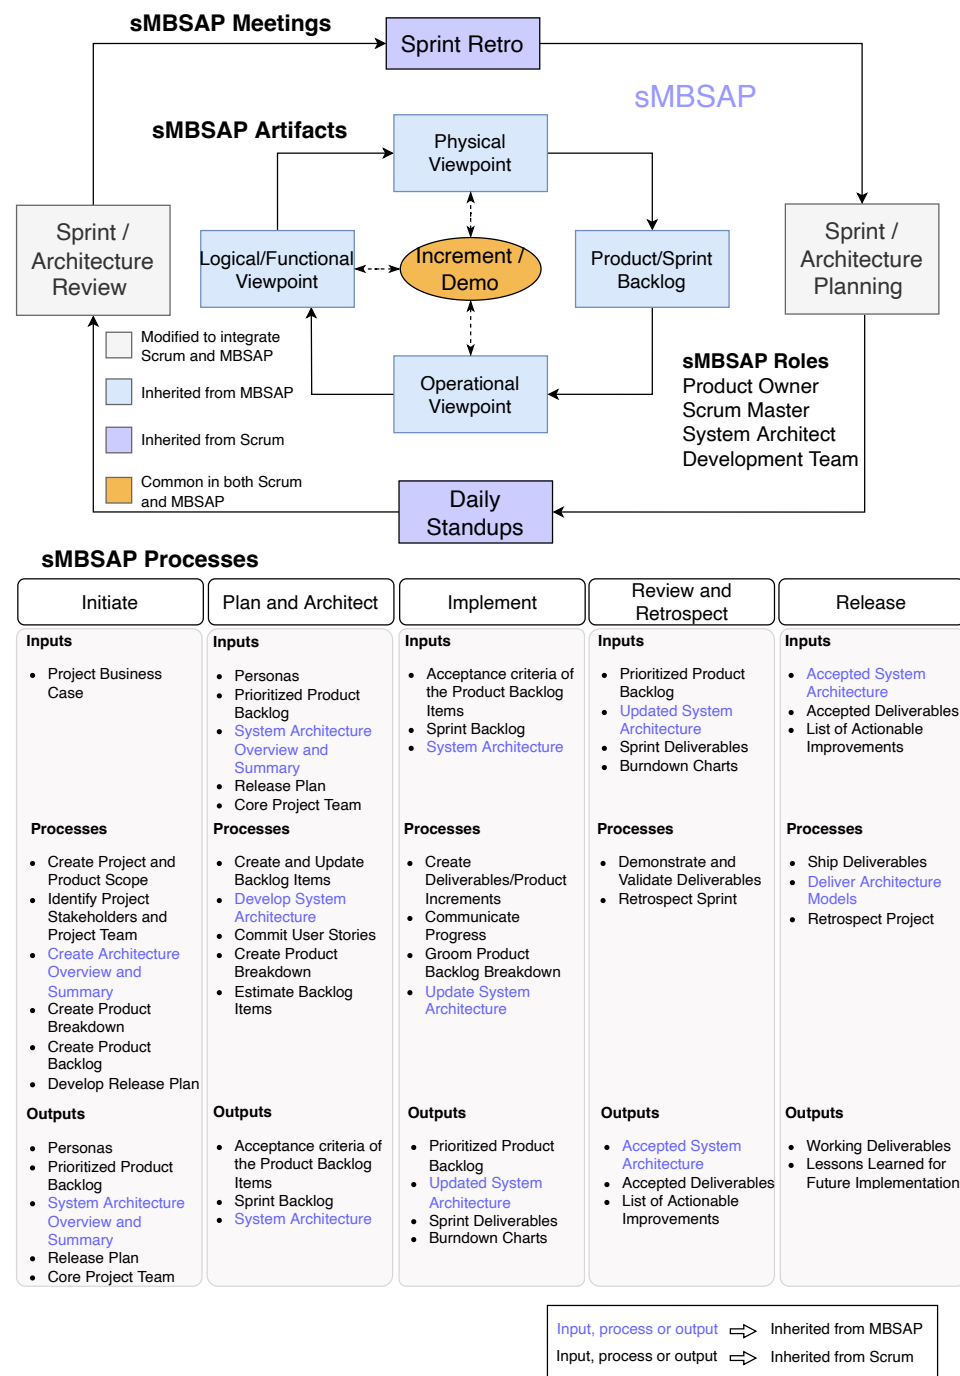 sMBSAP Meetings
Sprint Retro
sMBSAP
sMBSAP Artifacts
Physical
Viewpoint
Sprint /
Architecture
Review
Logical/Functional
Viewpoint
Increment /
Demo
Product/Sprint
Backlog
Sprint /
Architecture
Planning
Modified to integrate
Scrum and MBSAP
Inherited from MBSAP
Inherited from Scrum
Common in both Scrum
and MBSAP
Operational
Viewpoint
sMBSAP Roles
Product Owner
Scrum Master
System Architect
Development Team
Daily
Standups
sMBSAP Processes
Initiate
Plan and Architect
Implement
Review and
Retrospect
Release
Inputs
Project Business
Case
Processes
Create Project and
Product Scope
Identify Project
Stakeholders and
Project Team
Create Architecture
Overview and
Summary
Create Product
Breakdown
Create Product
Backlog
Develop Release Plan
Outputs
Personas
Prioritized Product
Backlog
System Architecture
Overview and
Summary
Release Plan
Core Project Team
Inputs
Personas
Prioritized Product
Backlog
System Architecture
Overview and
Summary
Release Plan
Core Project Team
Processes
Create and Update
Backlog Items
Develop System
Architecture
Commit User Stories
Create Product
Breakdown
Estimate Backlog
Items
Outputs
Acceptance criteria of
the Product Backlog
Items
Sprint Backlog
System Architecture
Inputs
Acceptance criteria of
the Product Backlog
Items
Sprint Backlog
System Architecture
Processes
Create
Deliverables/Product
Increments
Communicate
Progress
Groom Product
Backlog Breakdown
Update System
Architecture
Outputs
Prioritized Product
Backlog
Updated System
Architecture
Sprint Deliverables
Burndown Charts
Inputs
Prioritized Product
Backlog
Updated System
Architecture
Sprint Deliverables
Burndown Charts
Processes
Demonstrate and
Validate Deliverables
Retrospect Sprint
Outputs
Accepted System
Architecture
Accepted Deliverables
List of Actionable
Improvements
Inputs
Accepted System
Architecture
Accepted Deliverables
List of Actionable
Improvements
Processes
Ship Deliverables
Deliver Architecture
Models
Retrospect Project
Outputs
Working Deliverables
Lessons Learned for
Future Implementation
Input, process or output Inherited from MBSAP
Input, process or output Inherited from Scrum